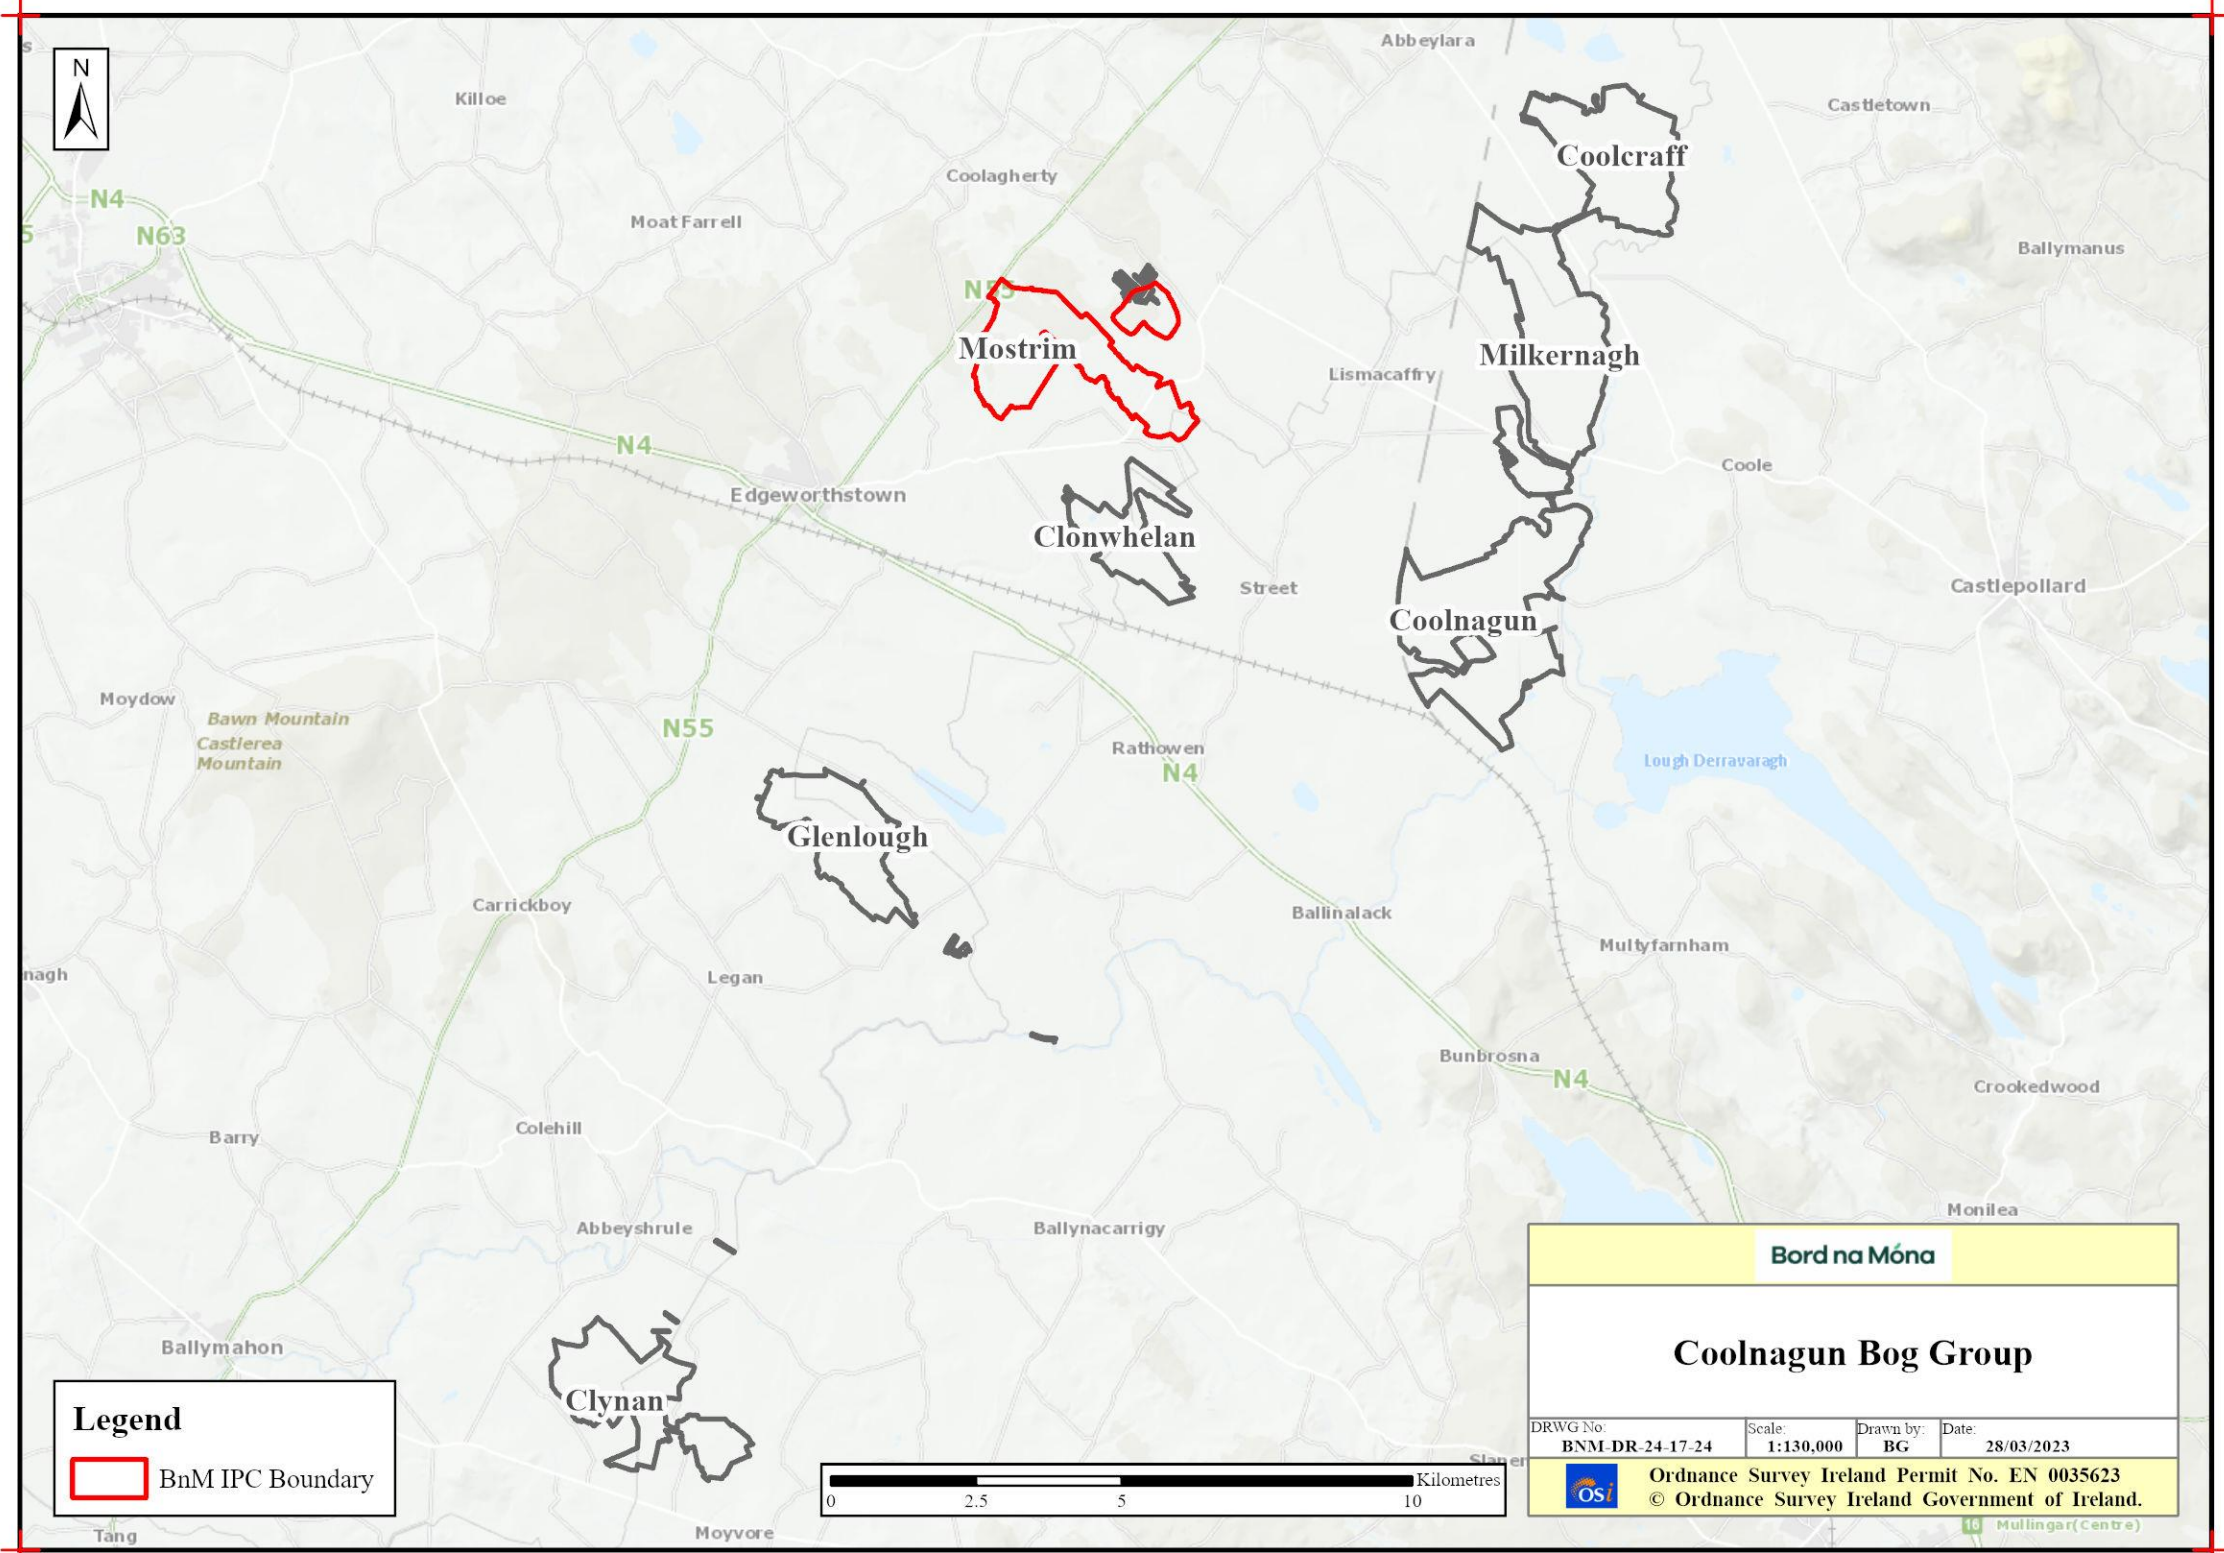 Abbeylara
N
Killoe
Castletown
Coolcraff
Coolagherty
N4
Moat Farrell
N63
5
Ballymanus
N55
Mostrim
Milkernagh
Lismacaffry
N4
Coole
Edgeworthstown
Clonwhelan
Street
Castlepollard
Coolnagun
Moydow
Bawn Mountain
Castlerea
Mountain
N55
Rathowen
Lough Derravaragh
N4
Glenlough
Carrickboy
Ballinalack
Multyfarnham
nagh
Legan
Bunbrosna
N4
Crookedwood
Colehill
Barry
Monilea
Abbeyshrule
Ballynacarrigy
Bord na Móna
Ballymahon
Coolnagun Bog Group
Clynan
Legend
BnM IPC Boundary
DRWG No:
BNM-DR-24-17-24
Scale:
1:130,000
Drawn by:
BG
Date:
28/03/2023
Slaner
Kilometres
0 2.5 5 10
OSi
Ordnance Survey Ireland Permit No. EN 0035623
© Ordnance Survey Ireland Government of Ireland.
Tang
Moyvore
16 Mullingar(Centre)